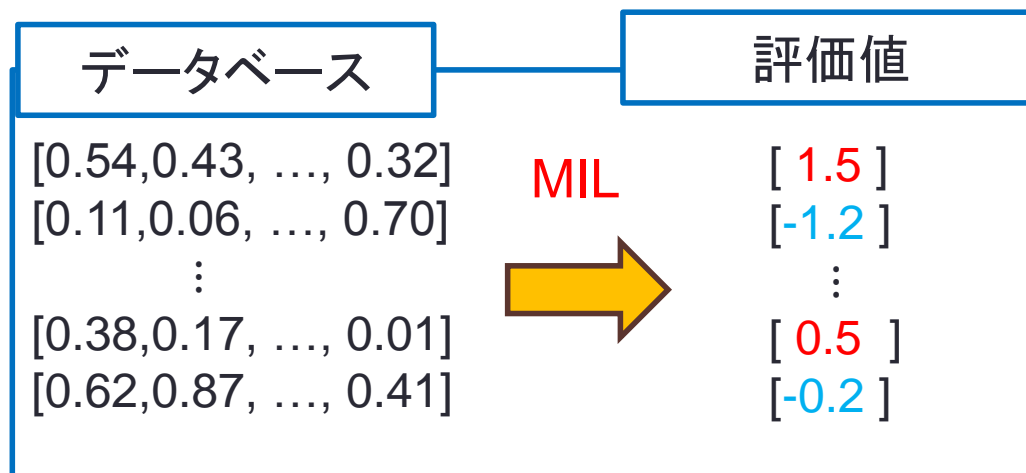 データベース
評価値
[0.54,0.43, …, 0.32]
[0.11,0.06, …, 0.70]
⋮
[0.38,0.17, …, 0.01]
[0.62,0.87, …, 0.41]
MIL
[ 1.5 ]
[-1.2 ]
⋮
[ 0.5 ]
[-0.2 ]